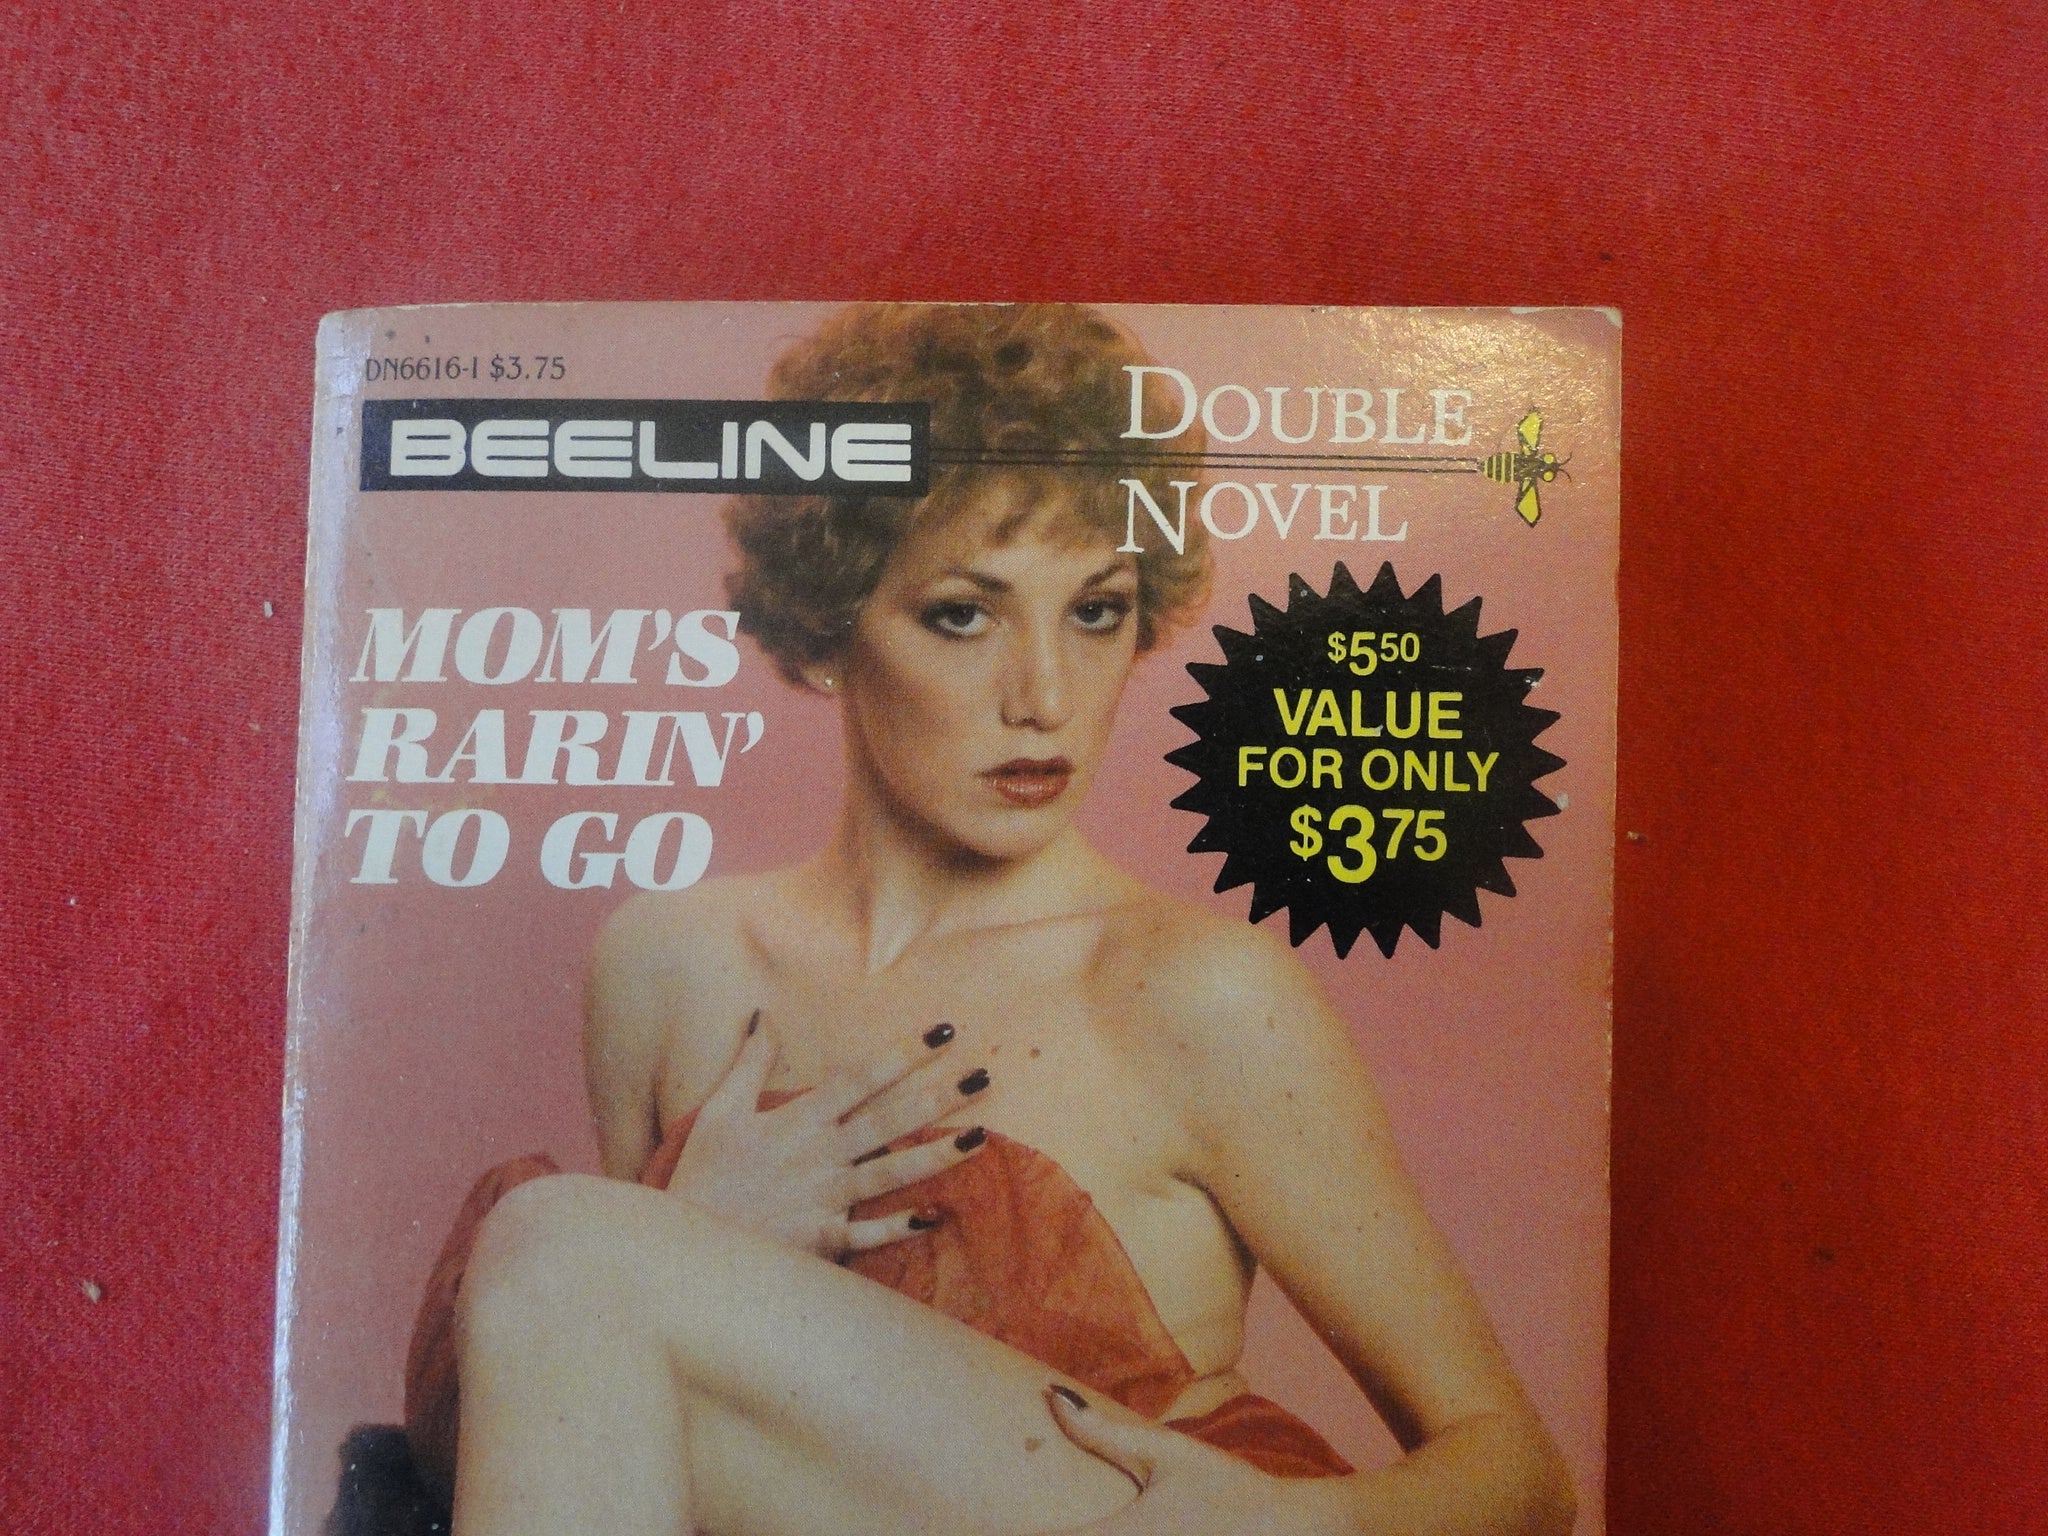 DN6616-1 $3.75
BEELINE
DOUBLE
NOVEL
MOM'S
RARIN'
TO GO
$5.50
VALUE
FOR ONLY
$3.75